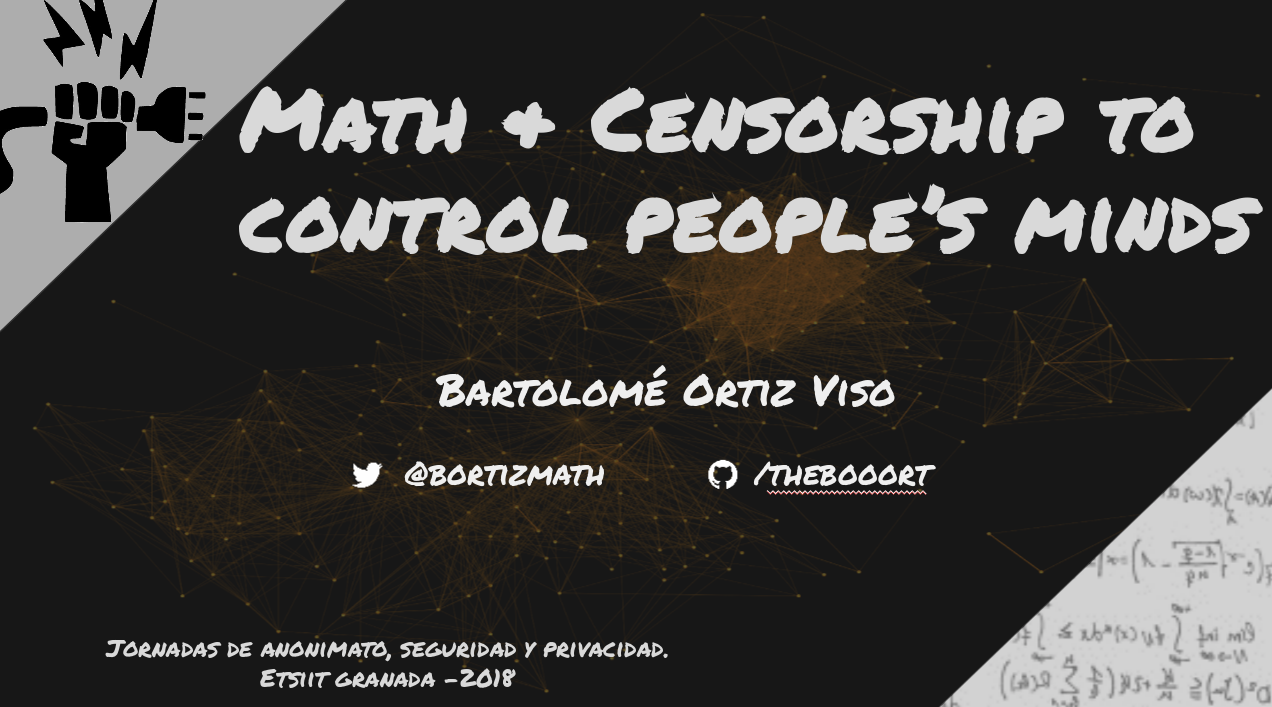 Math & Censorship to
control people's minds
Bartolomé Ortiz Viso
@bortizmath
/thebooort
Jornadas de anonimato, seguridad y privacidad.
Etsiit granada -2018